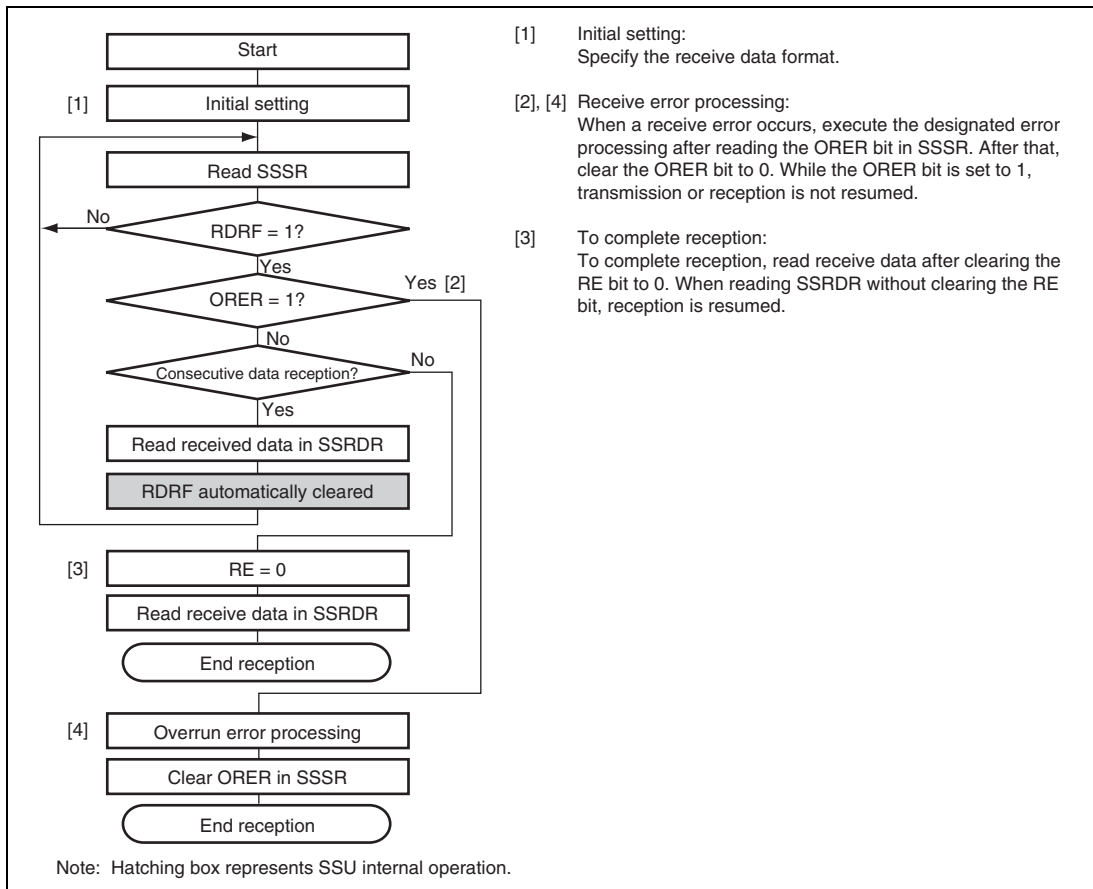 Start
[1] Initial setting
Read SSSR
No
RDRF = 1?
Yes
ORER = 1?
Yes [2]
No
Consecutive data reception?
No
Yes
Read received data in SSRDR
RDRF automatically cleared
[3] RE = 0
Read receive data in SSRDR
End reception
[4] Overrun error processing
Clear ORER in SSSR
End reception
Note: Hatching box represents SSU internal operation.
[1] Initial setting:
Specify the receive data format.
[2], [4] Receive error processing:
When a receive error occurs, execute the designated error
processing after reading the ORER bit in SSSR. After that,
clear the ORER bit to 0. While the ORER bit is set to 1,
transmission or reception is not resumed.
[3] To complete reception:
To complete reception, read receive data after clearing the
RE bit to 0. When reading SSRDR without clearing the RE
bit, reception is resumed.